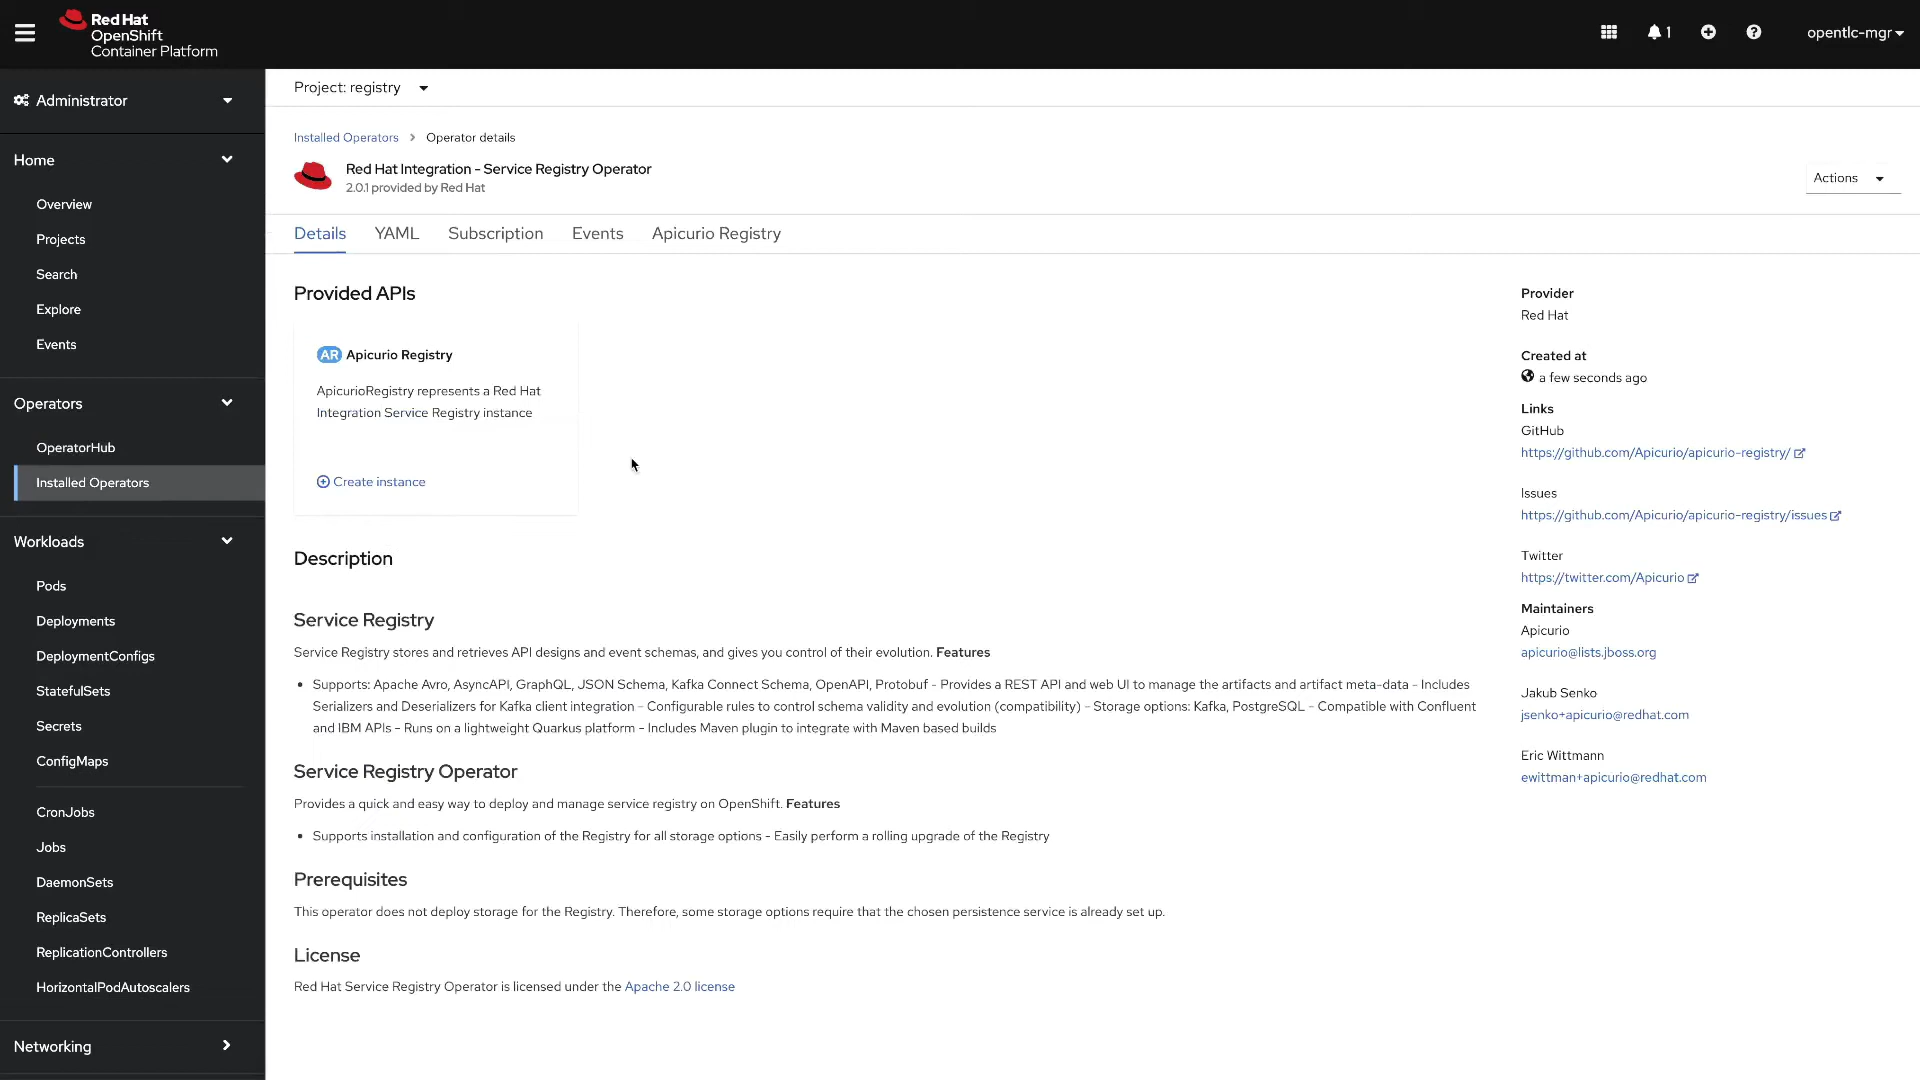 Red Hat
OpenShift
Container Platform
1
opentlc-mgr
Administrator
Home
Overview
Projects
Search
Explore
Events
Operators
OperatorHub
Installed Operators
Workloads
Pods
Deployments
DeploymentConfigs
StatefulSets
Secrets
ConfigMaps
CronJobs
Jobs
DaemonSets
ReplicaSets
ReplicationControllers
HorizontalPodAutoscalers
Networking
Project: registry
Installed Operators > Operator details
Red Hat Integration - Service Registry Operator
2.0.1 provided by Red Hat
Actions
Details YAML Subscription Events Apicurio Registry
Provided APIs
AR Apicurio Registry
ApicurioRegistry represents a Red Hat
Integration Service Registry instance
Create instance
Description
Service Registry
Service Registry stores and retrieves API designs and event schemas, and gives you control of their evolution. Features
• Supports: Apache Avro, AsyncAPI, GraphQL, JSON Schema, Kafka Connect Schema, OpenAPI, Protobuf - Provides a REST API and web UI to manage the artifacts and artifact meta-data - Includes
Serializers and Deserializers for Kafka client integration - Configurable rules to control schema validity and evolution (compatibility) - Storage options: Kafka, PostgreSQL - Compatible with Confluent
and IBM APIs - Runs on a lightweight Quarkus platform - Includes Maven plugin to integrate with Maven based builds
Service Registry Operator
Provides a quick and easy way to deploy and manage service registry on OpenShift. Features
• Supports installation and configuration of the Registry for all storage options - Easily perform a rolling upgrade of the Registry
Prerequisites
This operator does not deploy storage for the Registry. Therefore, some storage options require that the chosen persistence service is already set up.
License
Red Hat Service Registry Operator is licensed under the Apache 2.0 license
Provider
Red Hat
Created at
a few seconds ago
Links
GitHub
https://github.com/Apicurio/apicurio-registry/
Issues
https://github.com/Apicurio/apicurio-registry/issues
Twitter
https://twitter.com/Apicurio
Maintainers
Apicurio
apicurio@lists.jboss.org
Jakub Senko
jsenko+apicurio@redhat.com
Eric Wittmann
ewittman+apicurio@redhat.com